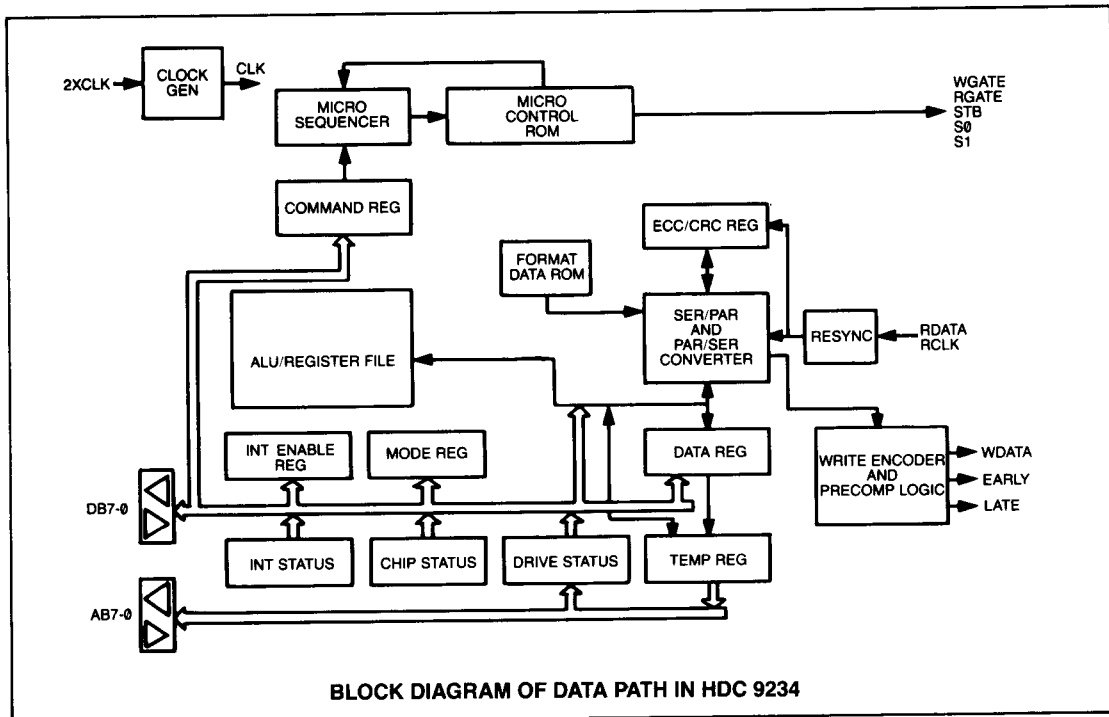 2XCLK
CLOCK
GEN
CLK
MICRO
SEQUENCER
MICRO
CONTROL
ROM
WGATE
RGATE
STB
S0
S1
COMMAND REG
ECC/CRC REG
FORMAT
DATA ROM
SER/PAR
AND
PAR/SER
CONVERTER
RESYNC
RDATA
RCLK
ALU/REGISTER FILE
INT ENABLE
REG
MODE REG
DATA REG
WRITE ENCODER
AND
PRECOMP LOGIC
WDATA
EARLY
LATE
DB7-0
INT STATUS
CHIP STATUS
DRIVE STATUS
TEMP REG
AB7-0
BLOCK DIAGRAM OF DATA PATH IN HDC 9234